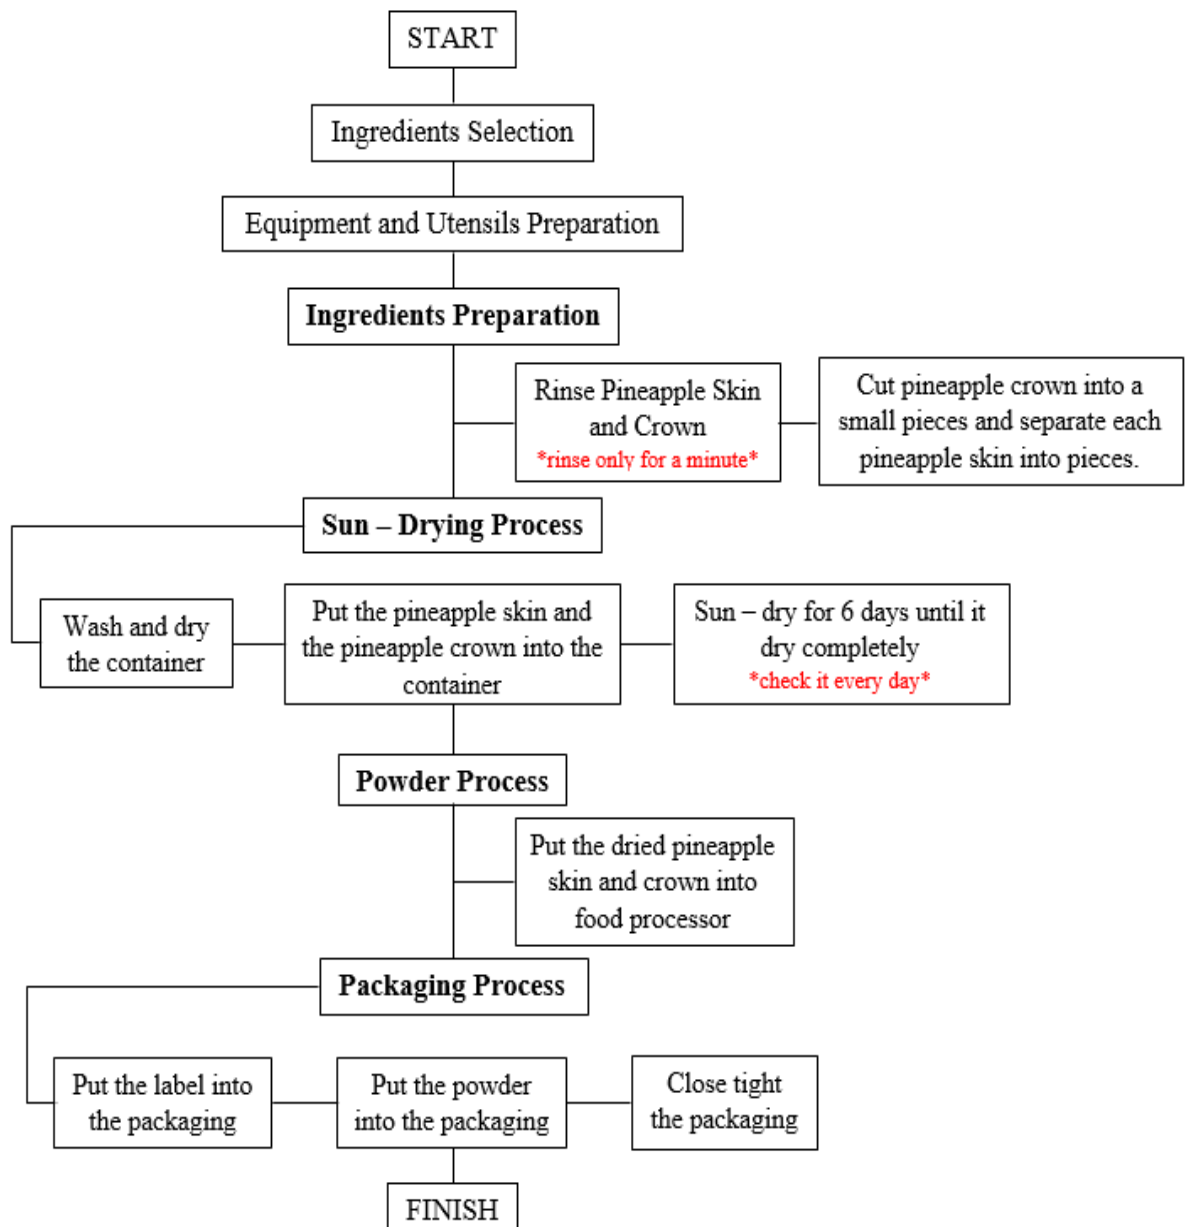 START
Ingredients Selection
Equipment and Utensils Preparation
Ingredients Preparation
Rinse Pineapple Skin
and Crown
*rinse only for a minute*
Cut pineapple crown into a
small pieces and separate each
pineapple skin into pieces.
Sun – Drying Process
Wash and dry
the container
Put the pineapple skin and
the pineapple crown into the
container
Sun – dry for 6 days until it
dry completely
*check it every day*
Powder Process
Put the dried pineapple
skin and crown into
food processor
Packaging Process
Put the label into
the packaging
Put the powder
into the packaging
Close tight
the packaging
FINISH